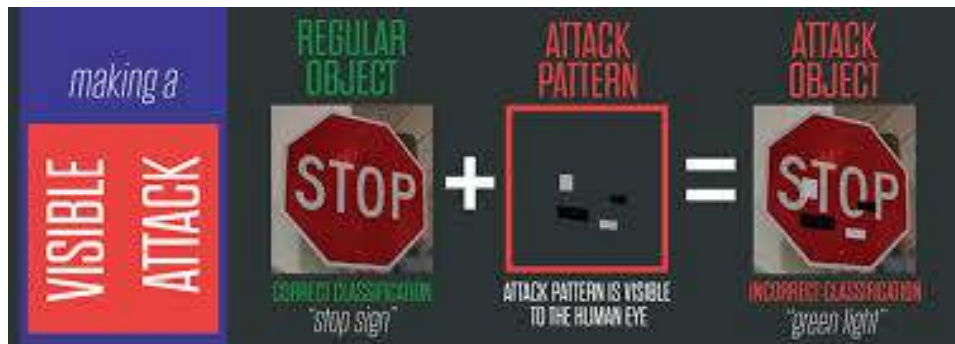 making a
VISIBLE
ATTACK
REGULAR
OBJECT
STOP
CORRECT CLASSIFICATION
"stop sign"
ATTACK
PATTERN
ATTACK PATTERN IS VISIBLE
TO THE HUMAN EYE
ATTACK
OBJECT
STOP
INCORRECT CLASSIFICATION
"green light"